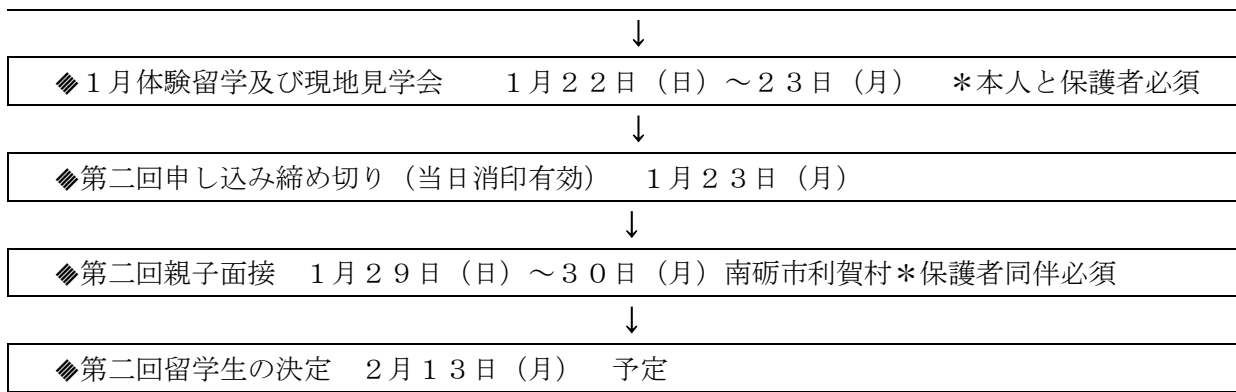 ↓
◆１月体験留学及び現地見学会　　１月２２日（日）～２３日（月）　＊本人と保護者必須
↓
◆第二回申し込み締め切り（当日消印有効）　１月２３日（月）
↓
◆第二回親子面接　１月２９日（日）～３０日（月）南砺市利賀村＊保護者同伴必須
↓
◆第二回留学生の決定　２月１３日（月）　予定